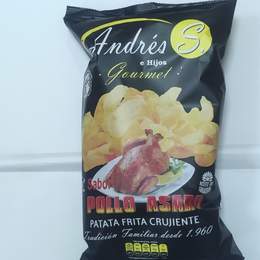 Andrés S.
e Hijos
Gourmet
Sabor
POLLO ASADO
PATATA FRITA CRUJIENTE
Tradición Familiar desde 1.960